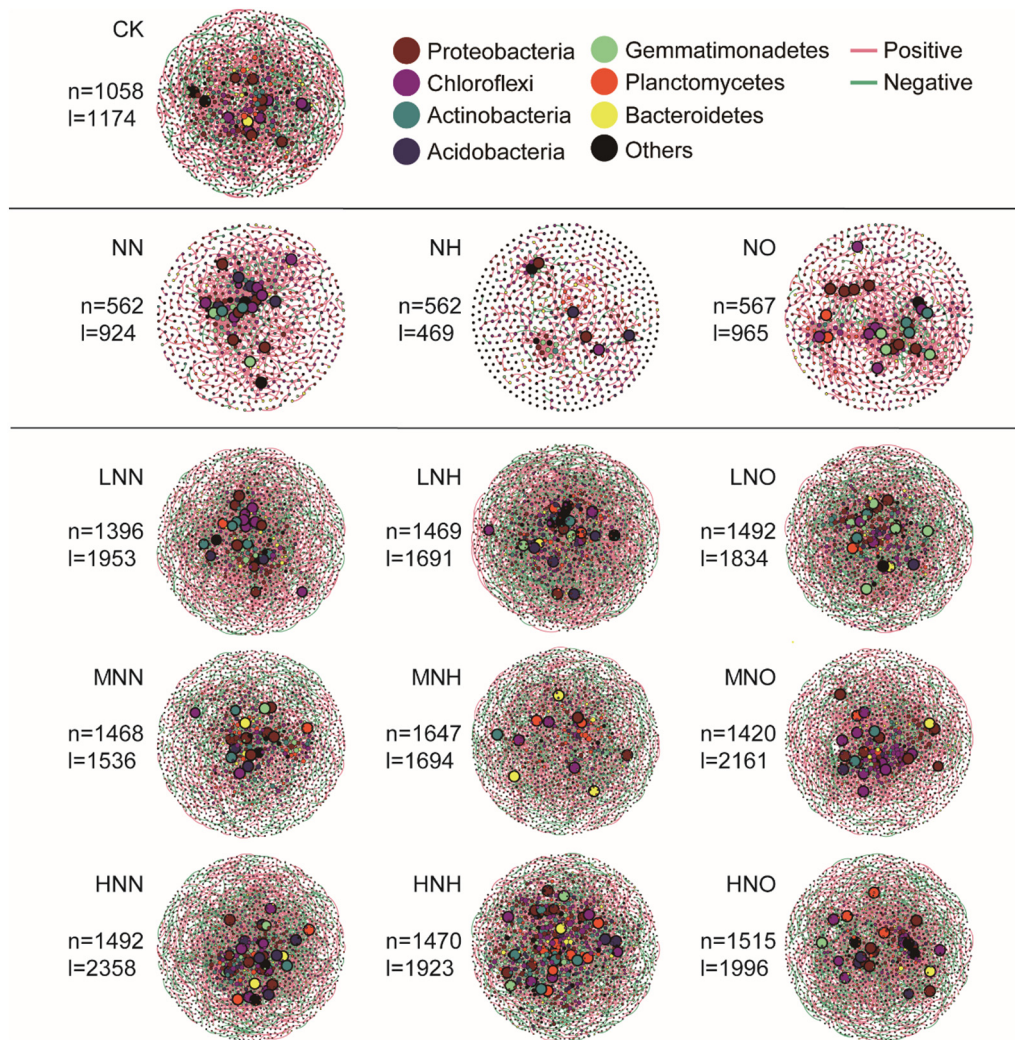 CK
n=1058
l=1174
Proteobacteria
Chloroflexi
Actinobacteria
Acidobacteria
Gemmatimonadetes
Planctomycetes
Bacteroidetes
Others
Positive
Negative
NN
n=562
l=924
NH
n=562
l=469
NO
n=567
l=965
LNN
n=1396
l=1953
LNH
n=1469
l=1691
LNO
n=1492
l=1834
MNN
n=1468
l=1536
MNH
n=1647
l=1694
MNO
n=1420
l=2161
HNN
n=1492
l=2358
HNH
n=1470
l=1923
HNO
n=1515
l=1996